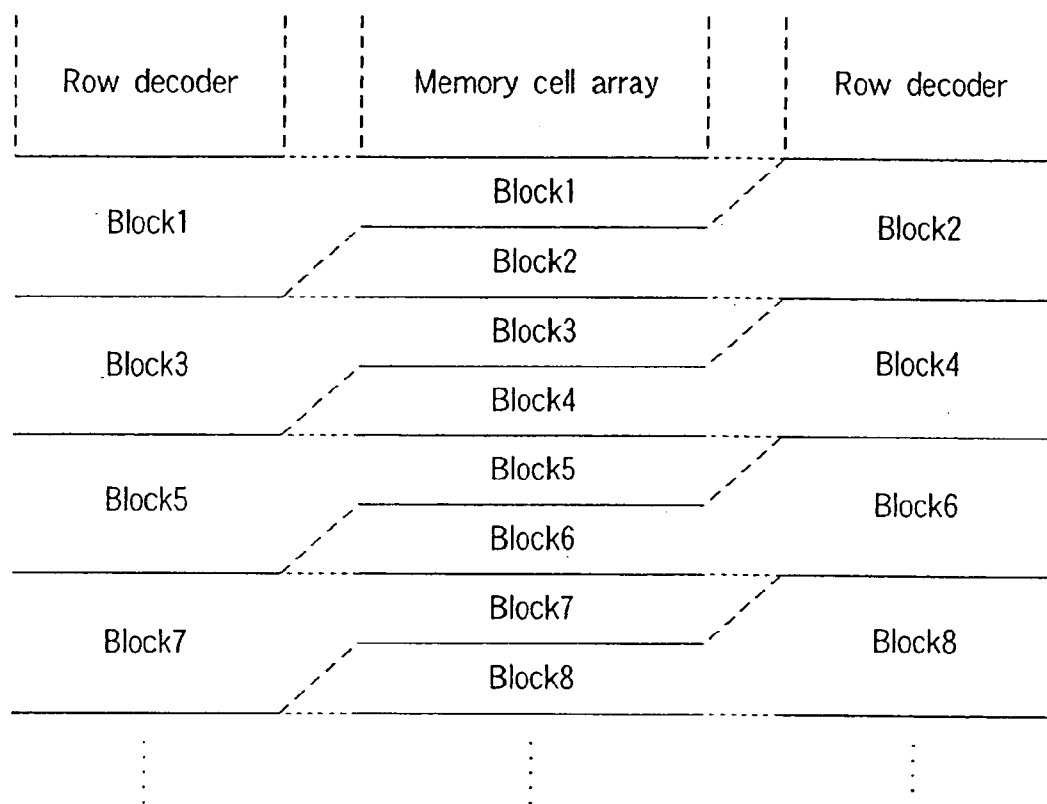 Row decoder Memory cell array Row decoder
Block1
Block1
Block2
Block2
Block3
Block3
Block4
Block4
Block5
Block5
Block6
Block6
Block7
Block7
Block8
Block8